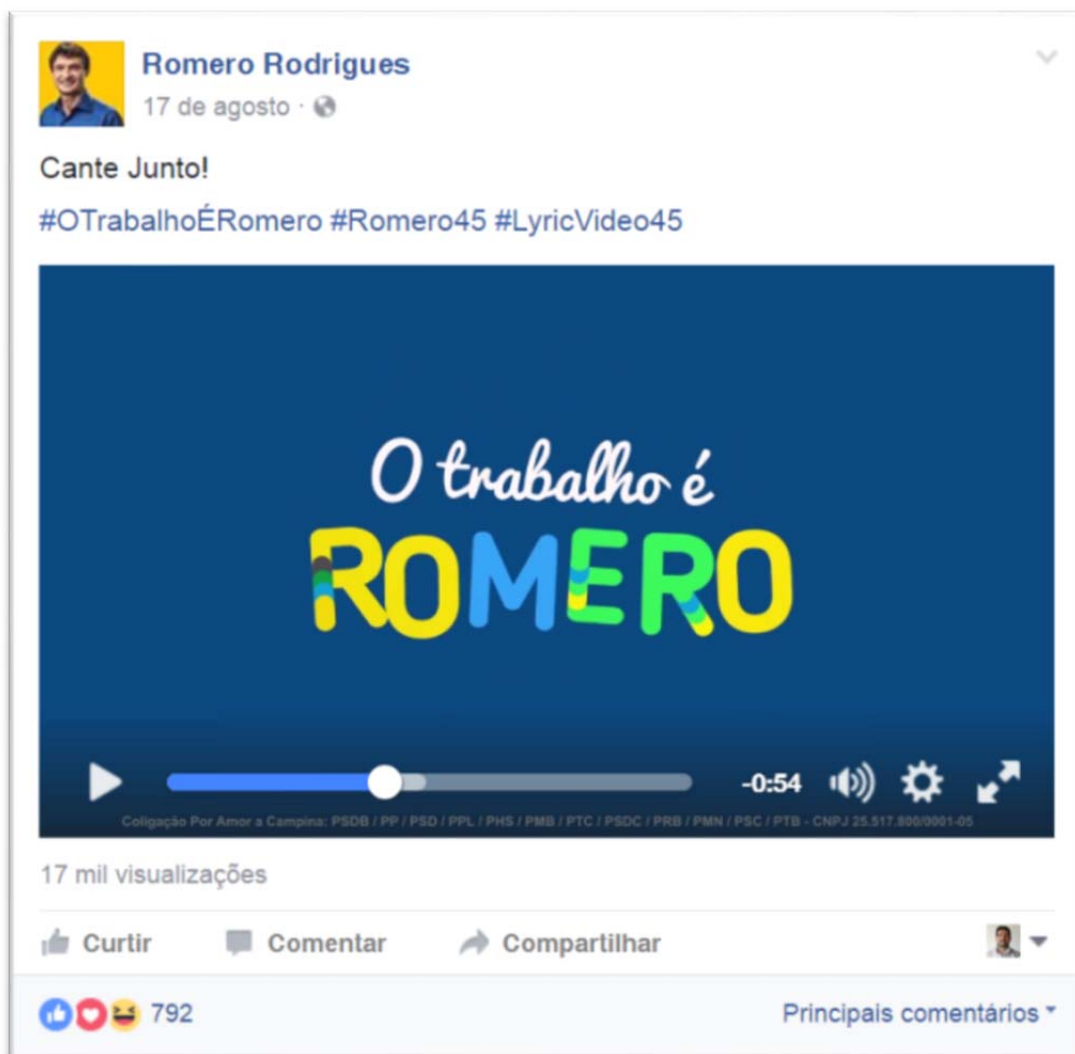 Romero Rodrigues
17 de agosto ·
Cante Junto!
#OTrabalhoÉRomero #Romero45 #LyricVideo45
O trabalho é
ROMERO
-0:54
Coligação Por Amor a Campina: PSDB / PP / PSD / PPL / PHS / PMB / PTC / PSDC / PRB / PMN / PSC / PTB - CNPJ 25.517.800/0001-05
17 mil visualizações
Curtir Comentar Compartilhar
792 Principais comentários